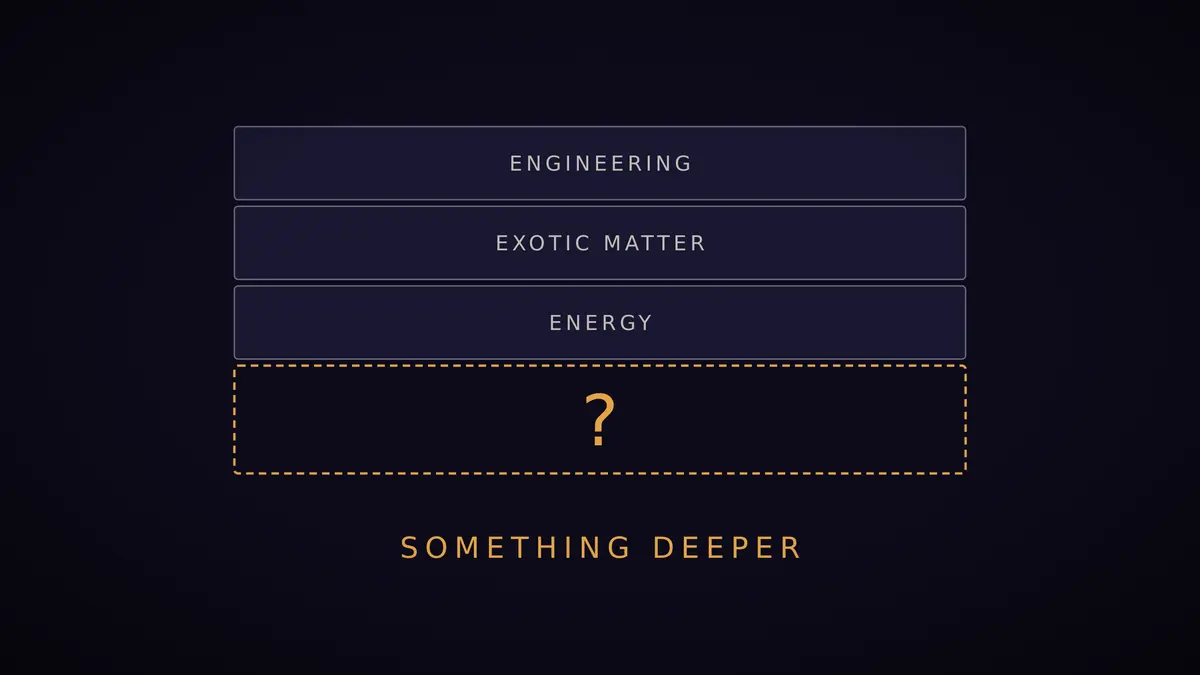 ENGINEERING
EXOTIC MATTER
ENERGY
?
SOMETHING DEEPER